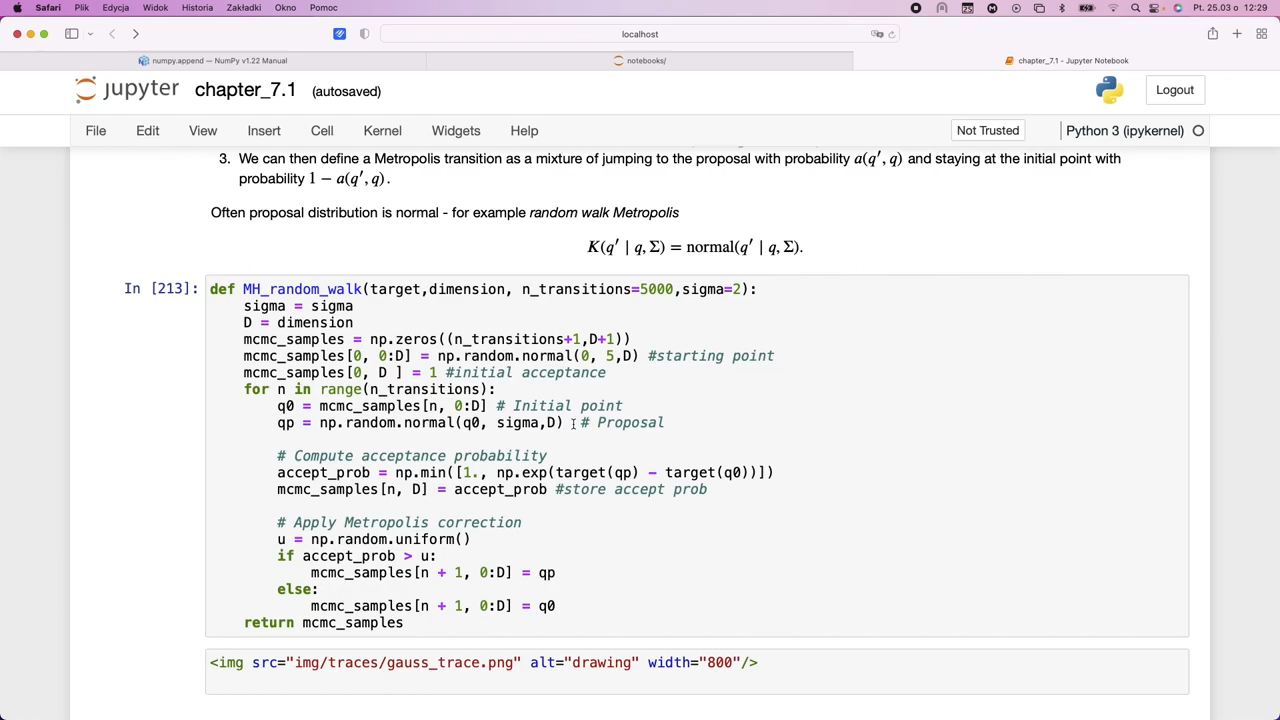 Safari Plik Edycja Widok Historia Zakładki Okno Pomoc Pt. 25.03 o 12:29
localhost
numpy.append — NumPy v1.22 Manual notebooks/ chapter_7.1 - Jupyter Notebook
jupyter chapter_7.1 (autosaved) Logout
File Edit View Insert Cell Kernel Widgets Help Not Trusted Python 3 (ipykernel)
3. We can then define a Metropolis transition as a mixture of jumping to the proposal with probability a(q′, q) and staying at the initial point with
probability 1 − a(q′, q).
Often proposal distribution is normal - for example random walk Metropolis
K(q′ | q, Σ) = normal(q′ | q, Σ).
In [213]: def MH_random_walk(target,dimension, n_transitions=5000,sigma=2):
sigma = sigma
D = dimension
mcmc_samples = np.zeros((n_transitions+1,D+1))
mcmc_samples[0, 0:D] = np.random.normal(0, 5,D) #starting point
mcmc_samples[0, D ] = 1 #initial acceptance
for n in range(n_transitions):
q0 = mcmc_samples[n, 0:D] # Initial point
qp = np.random.normal(q0, sigma,D) # Proposal
# Compute acceptance probability
accept_prob = np.min([1., np.exp(target(qp) - target(q0))])
mcmc_samples[n, D] = accept_prob #store accept prob
# Apply Metropolis correction
u = np.random.uniform()
if accept_prob > u:
mcmc_samples[n + 1, 0:D] = qp
else:
mcmc_samples[n + 1, 0:D] = q0
return mcmc_samples
<img src="img/traces/gauss_trace.png" alt="drawing" width="800"/>